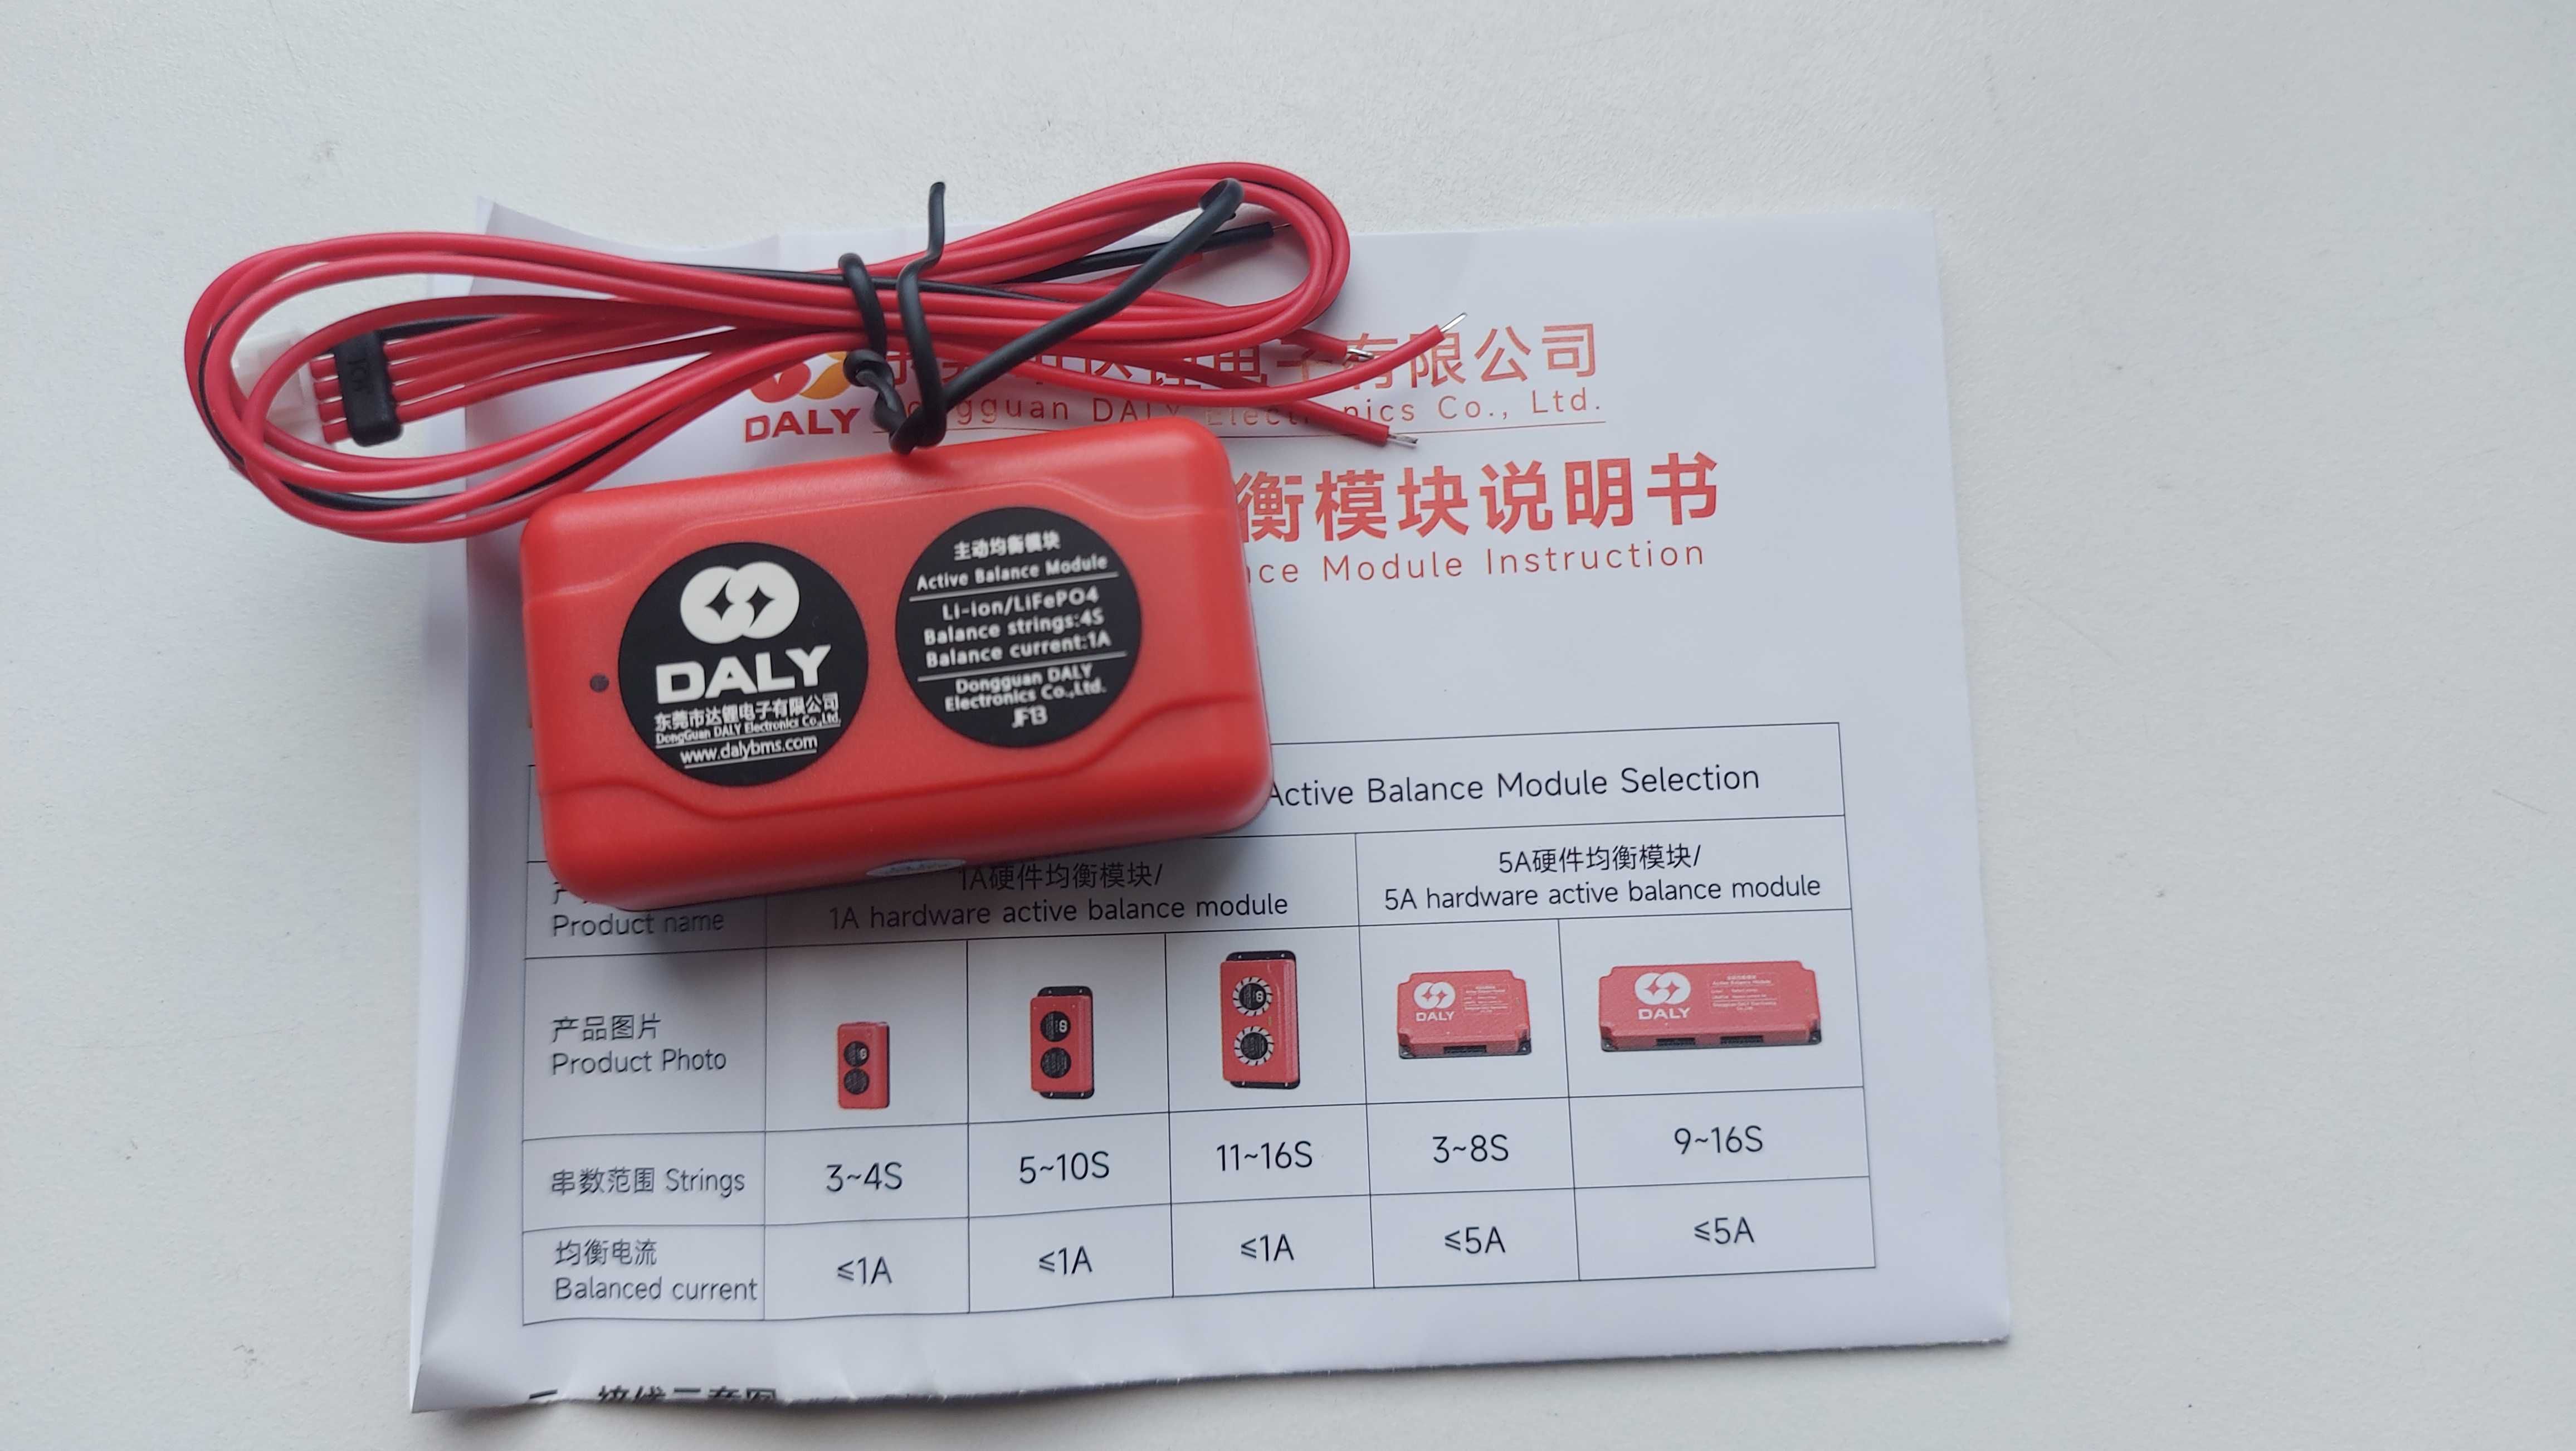 有限公司
DALY
Dongguan DALY Electronics Co., Ltd.
衡模块说明书
Module Instruction
DALY
东莞市达锂电子有限公司
DongGuan DALY Electronics Co.,Ltd.
www.dalybms.com
主动均衡模块
Active Balance Module
Li-ion/LiFePO4
Balance strings:4S
Balance current:1A
Dongguan DALY
Electronics Co.,Ltd.
JF13
Active Balance Module Selection
Product name
1A硬件均衡模块/
1A hardware active balance module
5A硬件均衡模块/
5A hardware active balance module
产品图片
Product Photo
DALY
DALY
串数范围 Strings
3~4S
5~10S
11~16S
3~8S
9~16S
均衡电流
Balanced current
≤1A
≤1A
≤1A
≤5A
≤5A